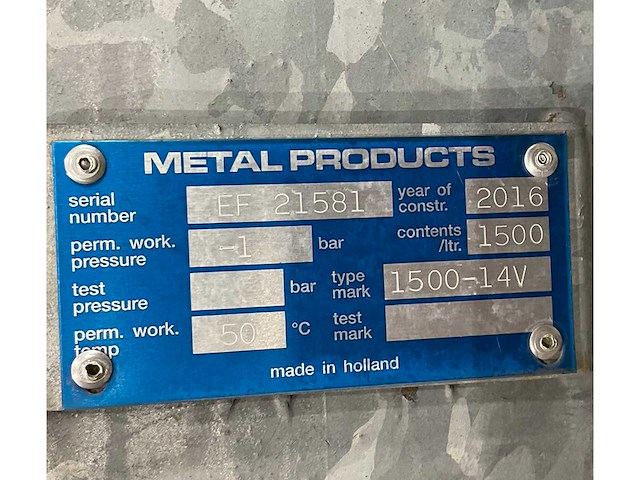 METAL PRODUCTS
serial number EF 21581 year of constr. 2016
perm. work. pressure -1 bar contents /ltr. 1500
test pressure bar type mark 1500-14V
perm. work. temp 50 °C test mark
made in holland